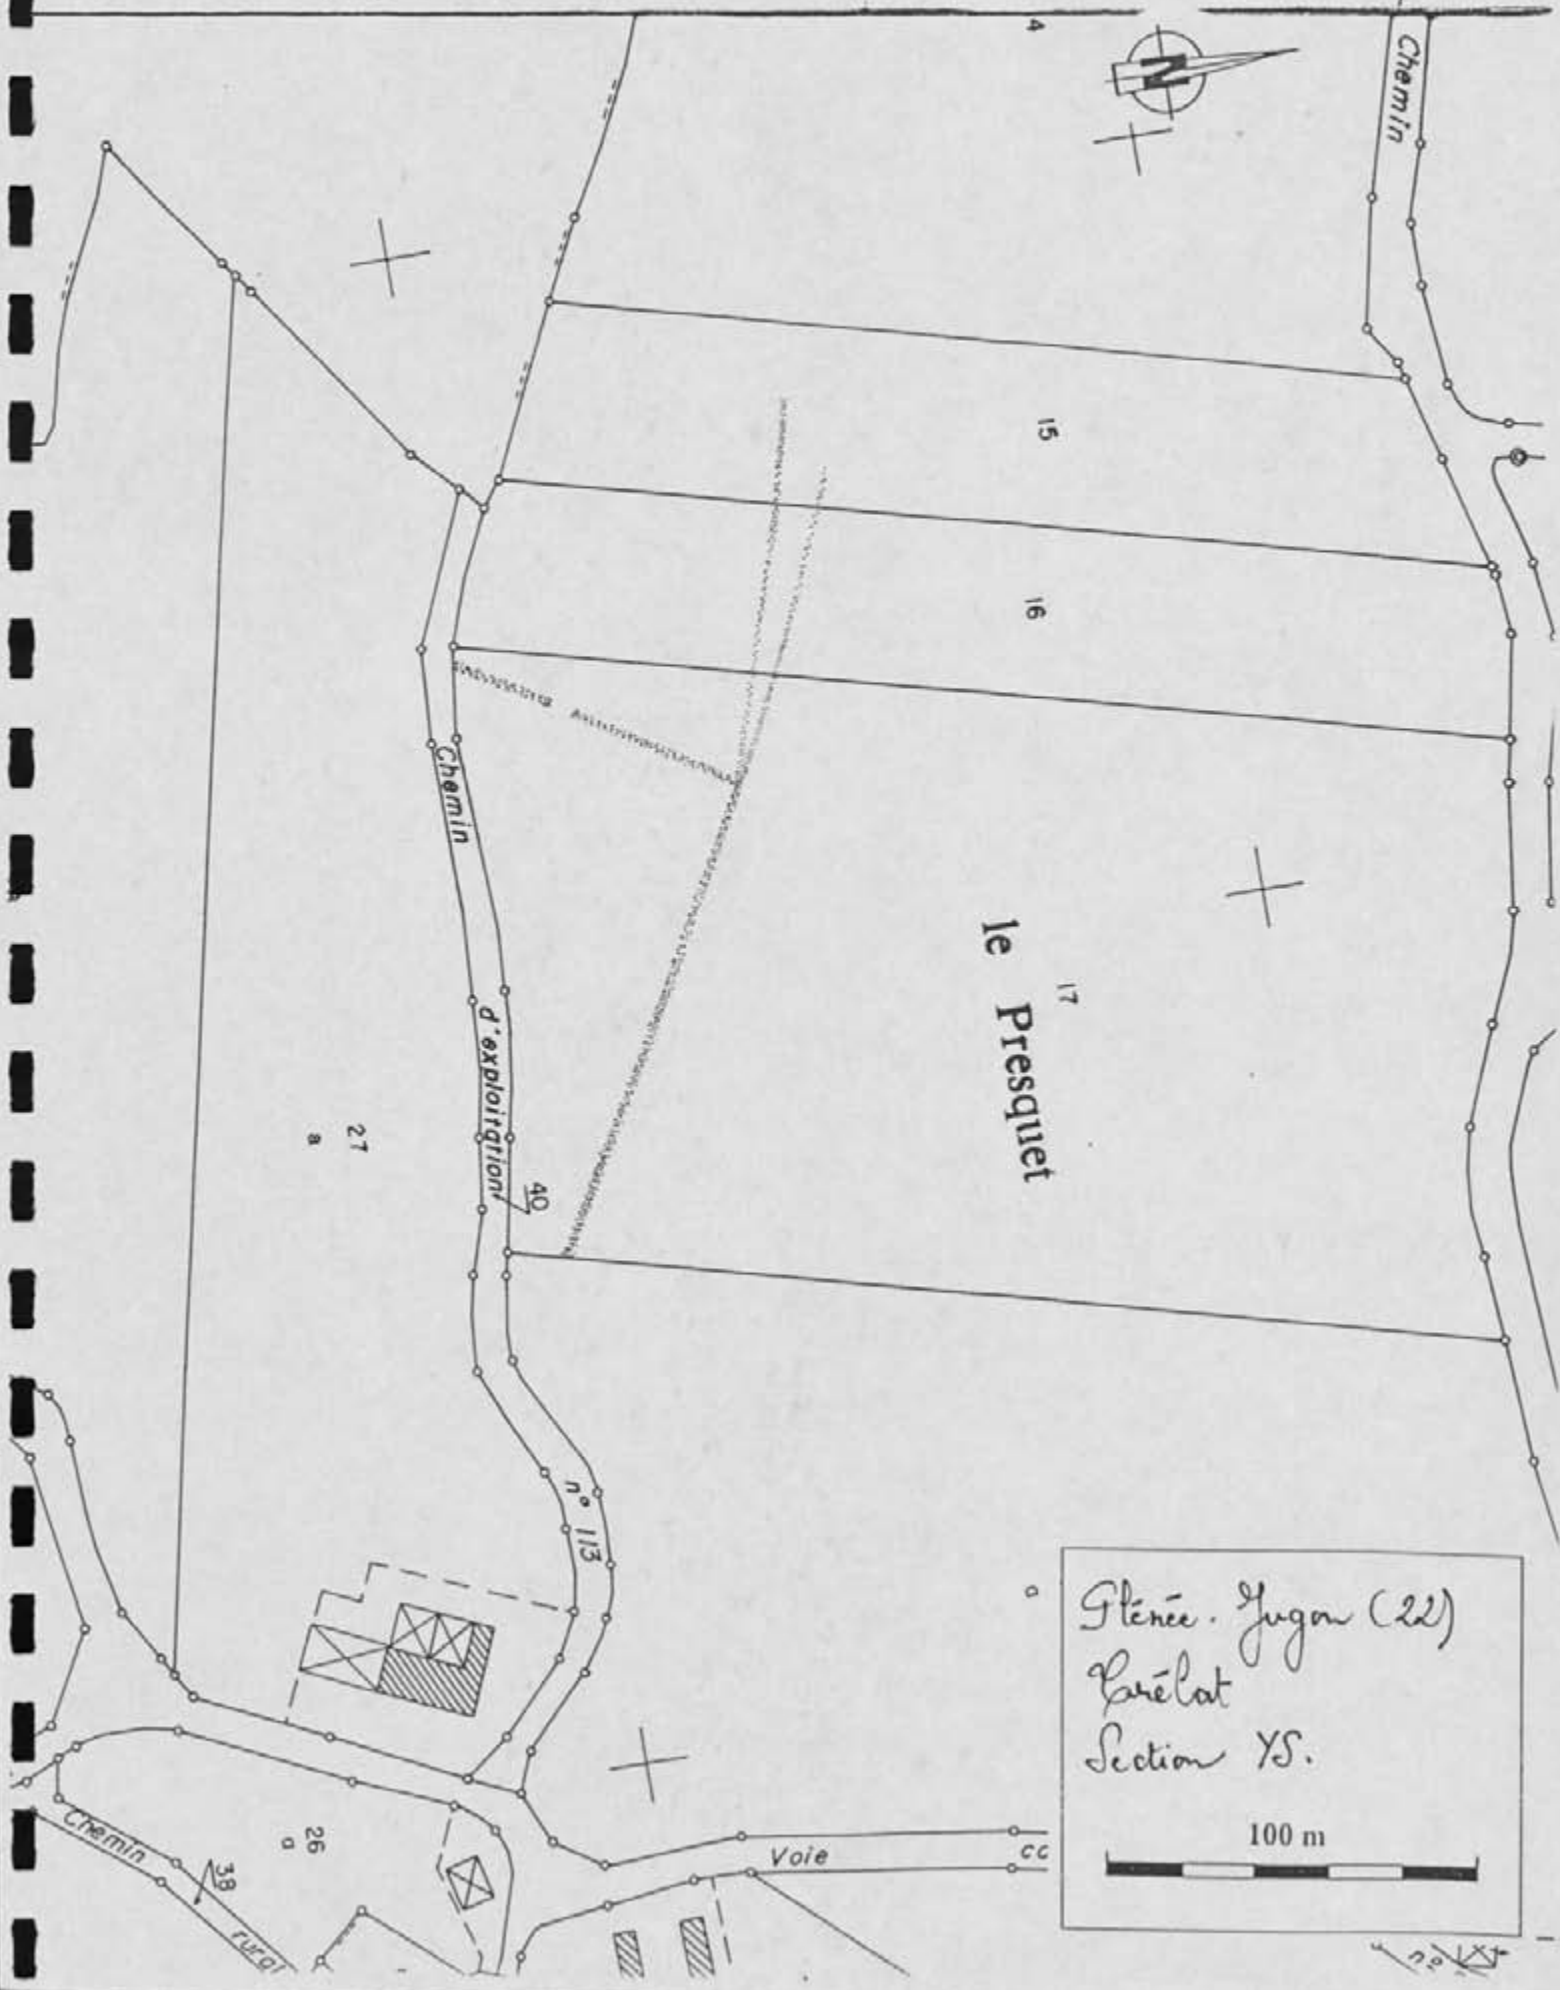 4
N
Chemin
15
16
17
le Presquet
Chemin d'exploitation n° 113
40
27
a
a
26
a
38
Chemin rural
Voie cc
n°
Plénée. Jugon (22)
Trélat
Section YS.
100 m